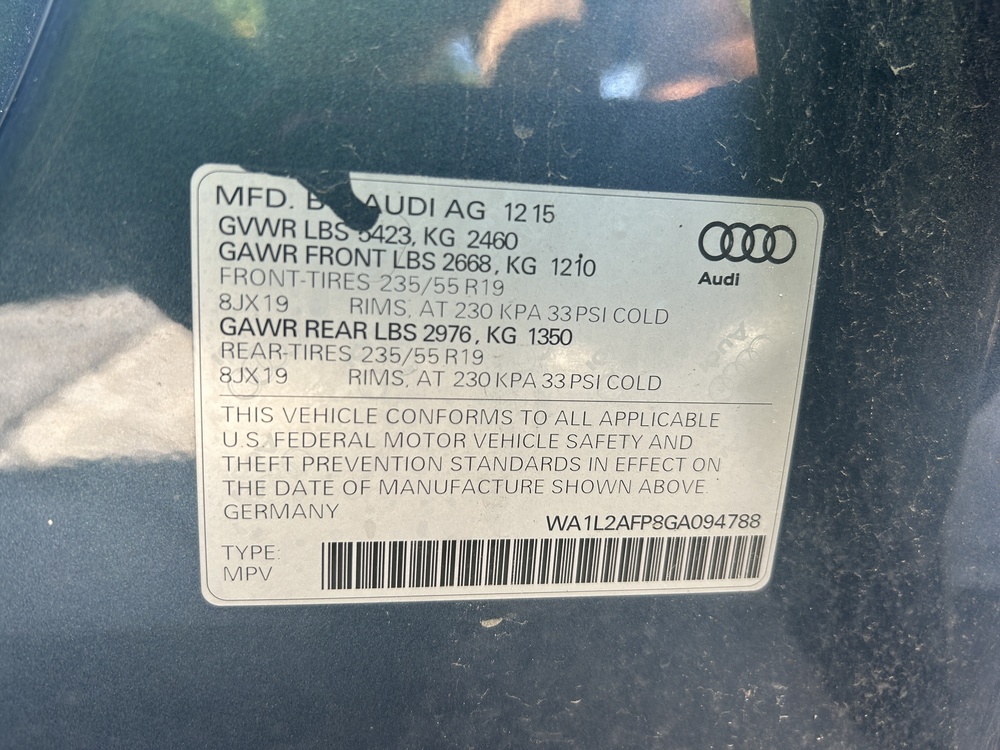 MFD. BY AUDI AG 12 15
GVWR LBS 5423, KG 2460
GAWR FRONT LBS 2668, KG 1210
FRONT-TIRES 235/55 R19
8JX19 RIMS, AT 230 KPA 33 PSI COLD
GAWR REAR LBS 2976, KG 1350
REAR-TIRES 235/55 R19
8JX19 RIMS, AT 230 KPA 33 PSI COLD
Audi
THIS VEHICLE CONFORMS TO ALL APPLICABLE
U.S. FEDERAL MOTOR VEHICLE SAFETY AND
THEFT PREVENTION STANDARDS IN EFFECT ON
THE DATE OF MANUFACTURE SHOWN ABOVE.
GERMANY
WA1L2AFP8GA094788
TYPE:
MPV